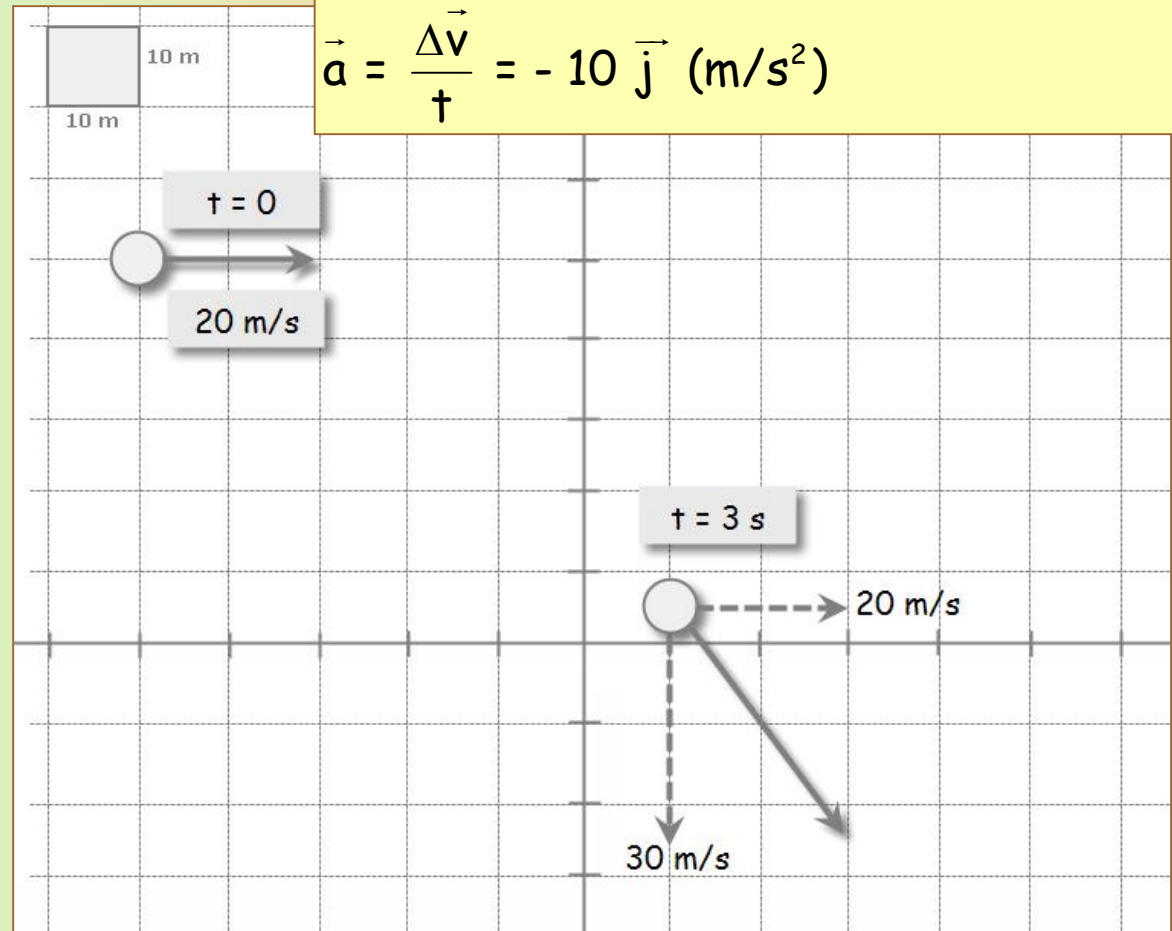 a⃗ = Δv⃗ / t = - 10 j⃗ (m/s²)
10 m
10 m
t = 0
20 m/s
t = 3 s
20 m/s
30 m/s